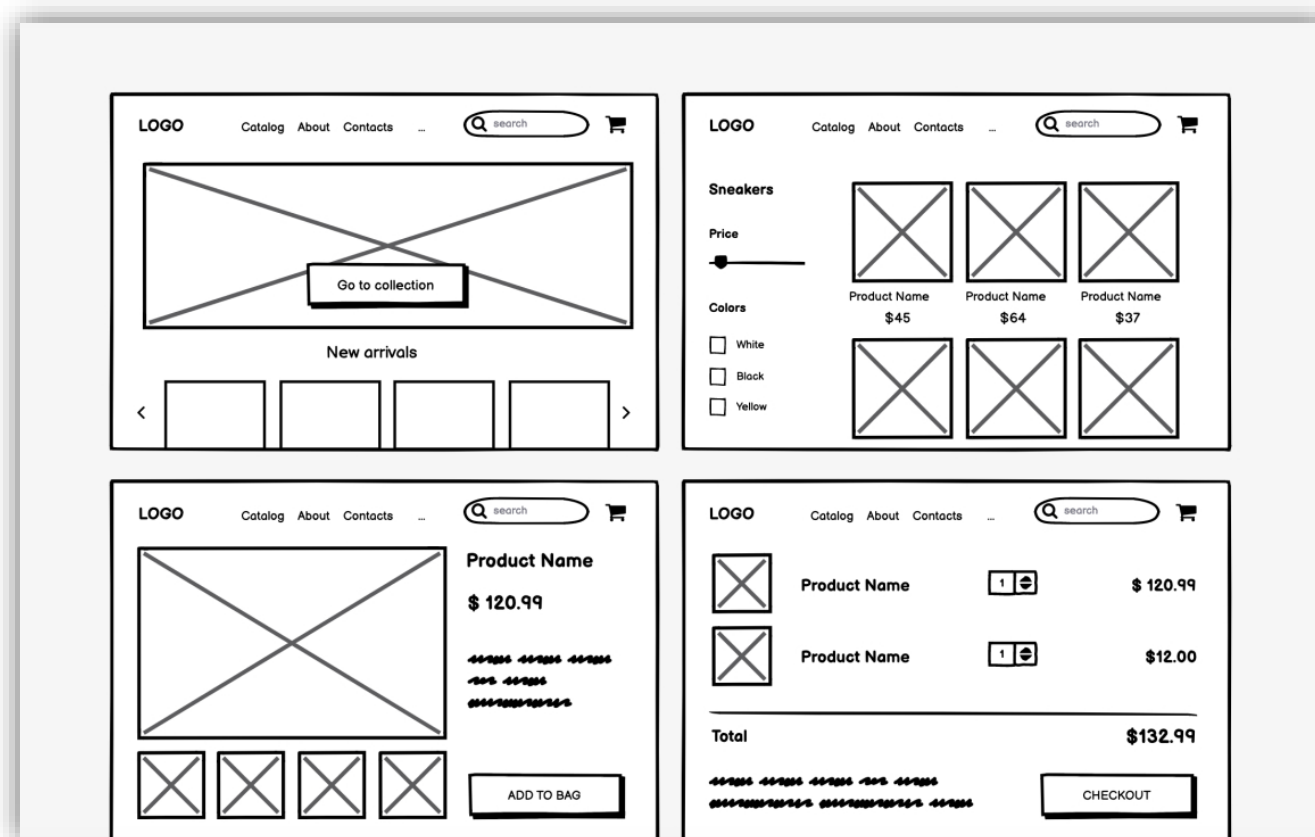 LOGO Catalog About Contacts ... search
Go to collection
New arrivals
LOGO Catalog About Contacts ... search
Sneakers
Price
Colors
White
Black
Yellow
Product Name Product Name Product Name
$45 $64 $37
LOGO Catalog About Contacts ... search
Product Name
$ 120.99
ADD TO BAG
LOGO Catalog About Contacts ... search
Product Name 1 $ 120.99
Product Name 1 $12.00
Total $132.99
CHECKOUT